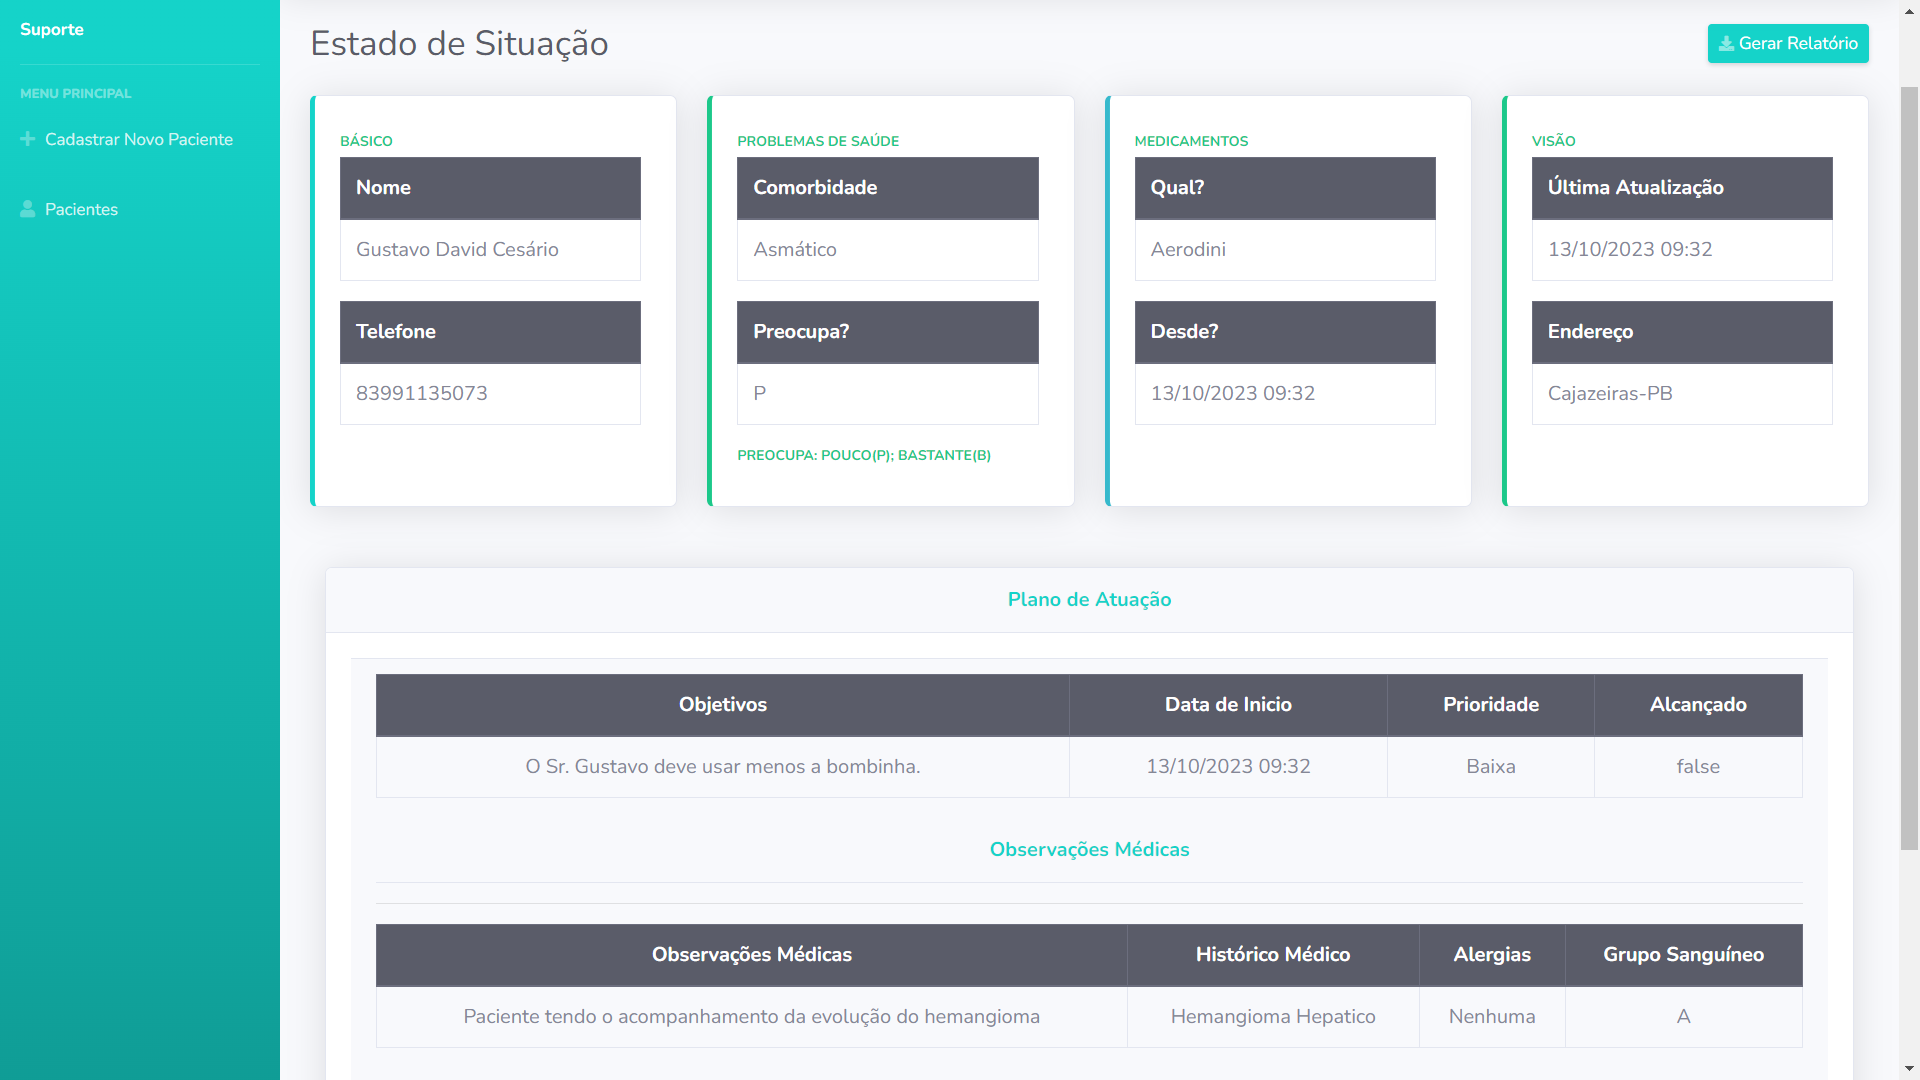 Suporte
MENU PRINCIPAL
Cadastrar Novo Paciente
Pacientes
Estado de Situação
Gerar Relatório
BÁSICO
Nome
Gustavo David Cesário
Telefone
83991135073
PROBLEMAS DE SAÚDE
Comorbidade
Asmático
Preocupa?
P
PREOCUPA: POUCO(P); BASTANTE(B)
MEDICAMENTOS
Qual?
Aerodini
Desde?
13/10/2023 09:32
VISÃO
Última Atualização
13/10/2023 09:32
Endereço
Cajazeiras-PB
Plano de Atuação
Objetivos Data de Inicio Prioridade Alcançado
O Sr. Gustavo deve usar menos a bombinha. 13/10/2023 09:32 Baixa false
Observações Médicas
Observações Médicas Histórico Médico Alergias Grupo Sanguíneo
Paciente tendo o acompanhamento da evolução do hemangioma Hemangioma Hepatico Nenhuma A